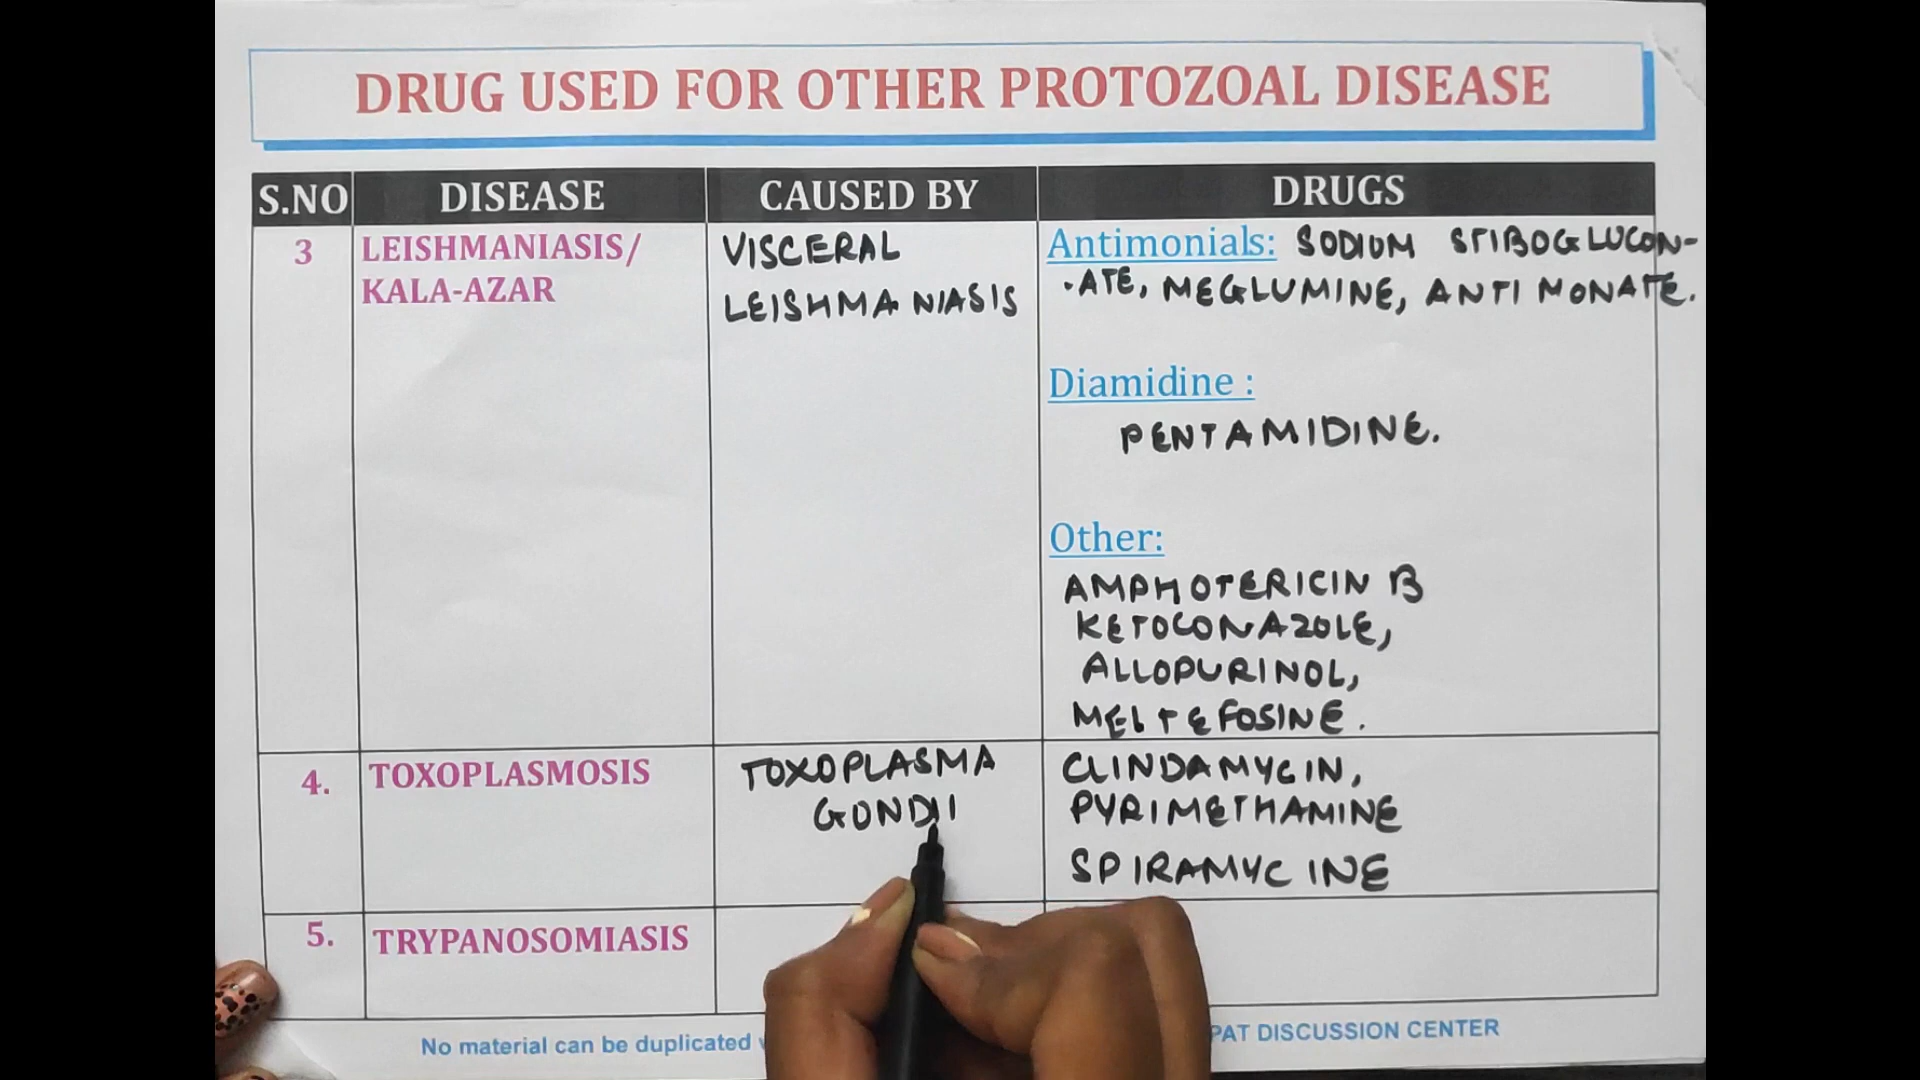 DRUG USED FOR OTHER PROTOZOAL DISEASE
S.NO DISEASE CAUSED BY DRUGS
3 LEISHMANIASIS/ VISCERAL Antimonials: SODIUM STIBOGLUCON-
KALA-AZAR LEISHMANIASIS -ATE, MEGLUMINE, ANTIMONATE.
Diamidine :
PENTAMIDINE.
Other:
AMPHOTERICIN B
KETOCONAZOLE,
ALLOPURINOL,
MELTEFOSINE.
4. TOXOPLASMOSIS TOXOPLASMA CLINDAMYCIN,
GONDII PYRIMETHAMINE
SPIRAMYCINE
5. TRYPANOSOMIASIS
No material can be duplicated PAT DISCUSSION CENTER